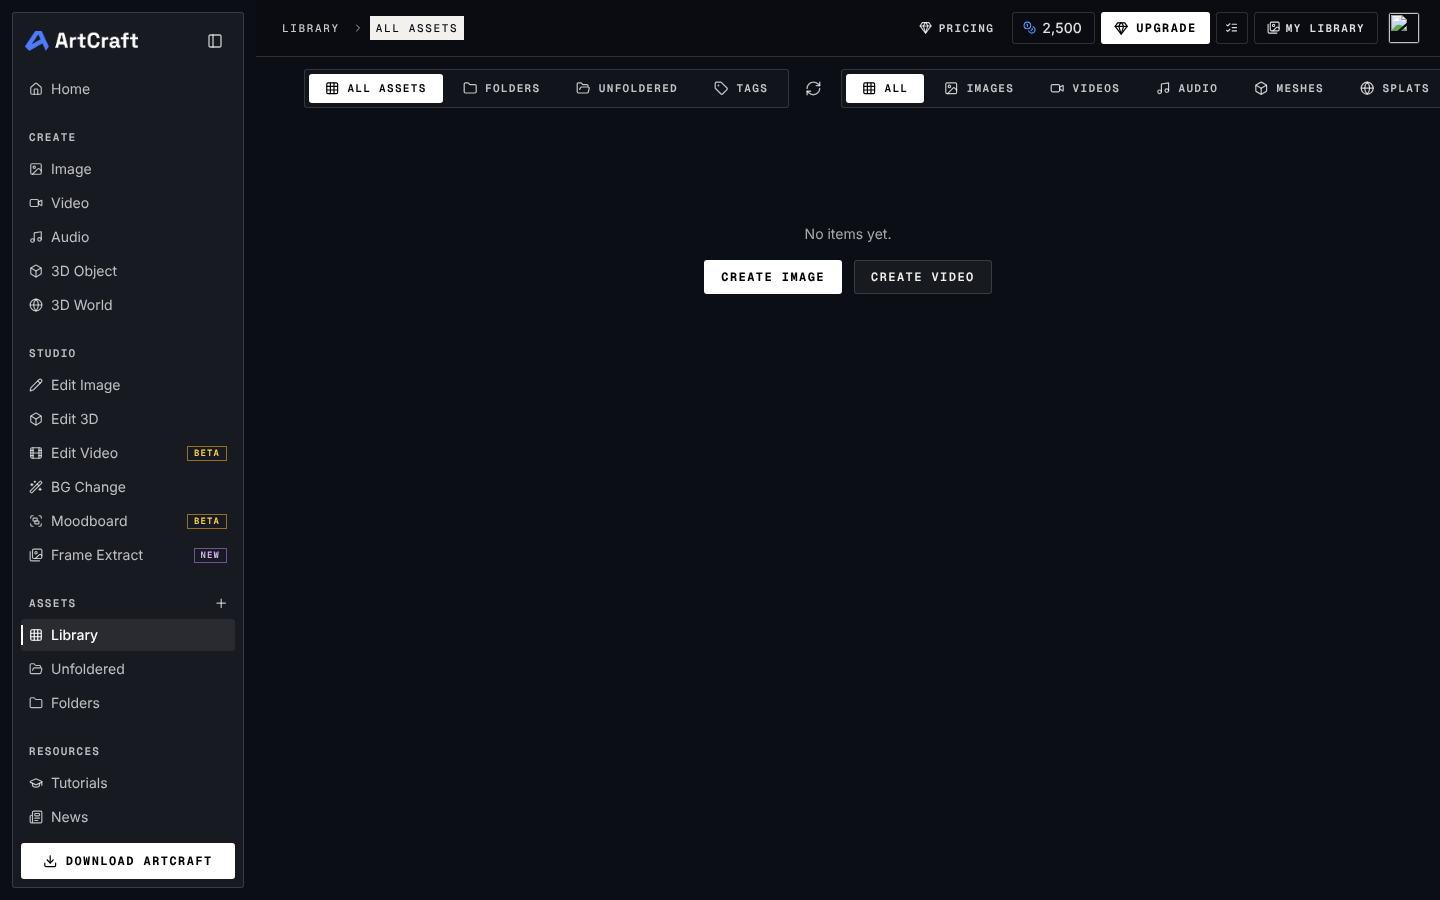 ArtCraft
Home
CREATE
Image
Video
Audio
3D Object
3D World
STUDIO
Edit Image
Edit 3D
Edit Video BETA
BG Change
Moodboard BETA
Frame Extract NEW
ASSETS
Library
Unfoldered
Folders
RESOURCES
Tutorials
News
DOWNLOAD ARTCRAFT
LIBRARY ALL ASSETS PRICING 2,500 UPGRADE MY LIBRARY
ALL ASSETS FOLDERS UNFOLDERED TAGS ALL IMAGES VIDEOS AUDIO MESHES SPLATS
No items yet.
CREATE IMAGE CREATE VIDEO